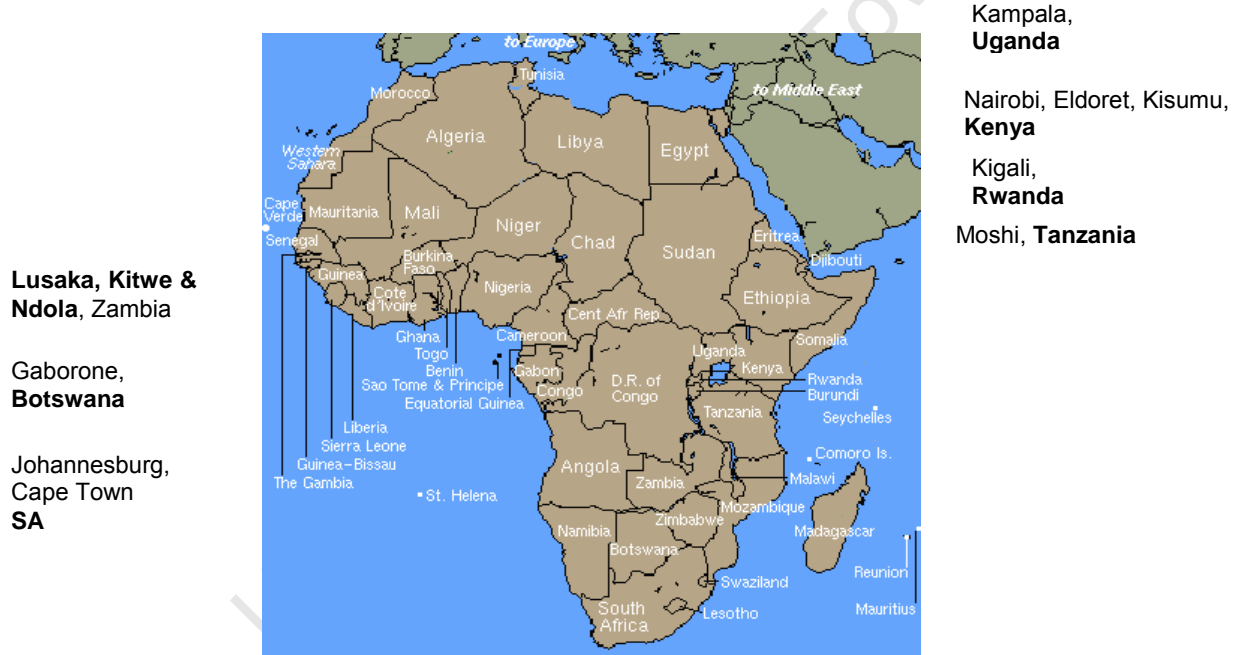 Kampala,
Uganda
Nairobi, Eldoret, Kisumu,
Kenya
Kigali,
Rwanda
Moshi, Tanzania
Lusaka, Kitwe &
Ndola, Zambia
Gaborone,
Botswana
Johannesburg,
Cape Town
SA
to Europe
to Middle East
Tunisia
Morocco
Algeria
Libya
Egypt
Western
Sahara
Cape
Verde
Mauritania
Mali
Niger
Chad
Sudan
Eritrea
Senegal
Burkina
Faso
Djibouti
Guinea
Nigeria
Ethiopia
Cote
d'Ivoire
Cent Afr Rep
Ghana
Cameroon
Somalia
Togo
Benin
Uganda
Kenya
Gabon
Sao Tome & Principe
Congo
D.R. of
Congo
Rwanda
Burundi
Equatorial Guinea
Tanzania
Seychelles
Liberia
Sierra Leone
Guinea-Bissau
The Gambia
Comoro Is.
Angola
Zambia
Malawi
St. Helena
Mozambique
Zimbabwe
Namibia
Madagascar
Botswana
Reunion
Swaziland
Mauritius
South
Africa
Lesotho